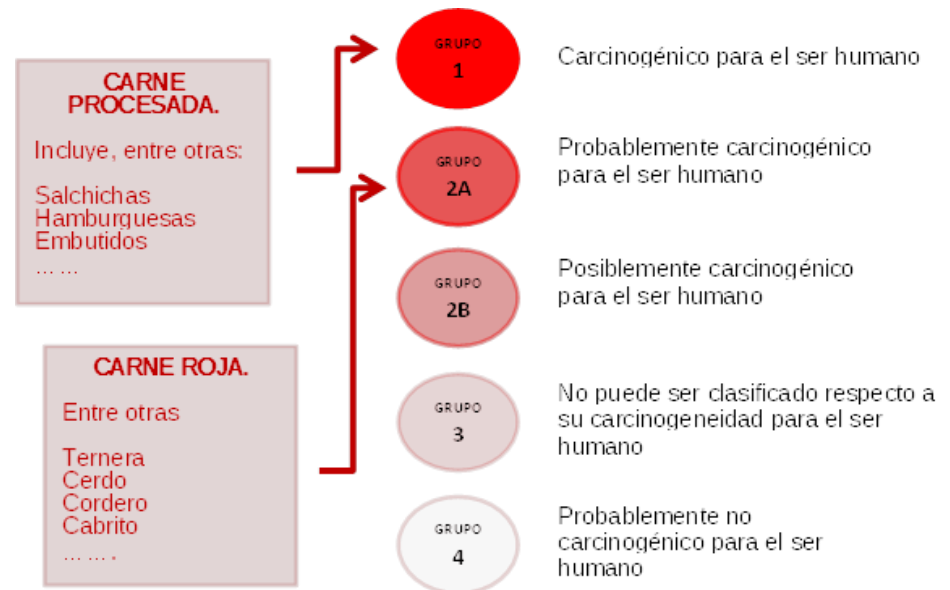 CARNE
PROCESADA.
Incluye, entre otras:
Salchichas
Hamburguesas
Embutidos
... ...
CARNE ROJA.
Entre otras
Ternera
Cerdo
Cordero
Cabrito
... ... .
GRUPO
1
Carcinogénico para el ser humano
GRUPO
2A
Probablemente carcinogénico
para el ser humano
GRUPO
2B
Posiblemente carcinogénico
para el ser humano
GRUPO
3
No puede ser clasificado respecto a
su carcinogeneidad para el ser
humano
GRUPO
4
Probablemente no
carcinogénico para el ser
humano